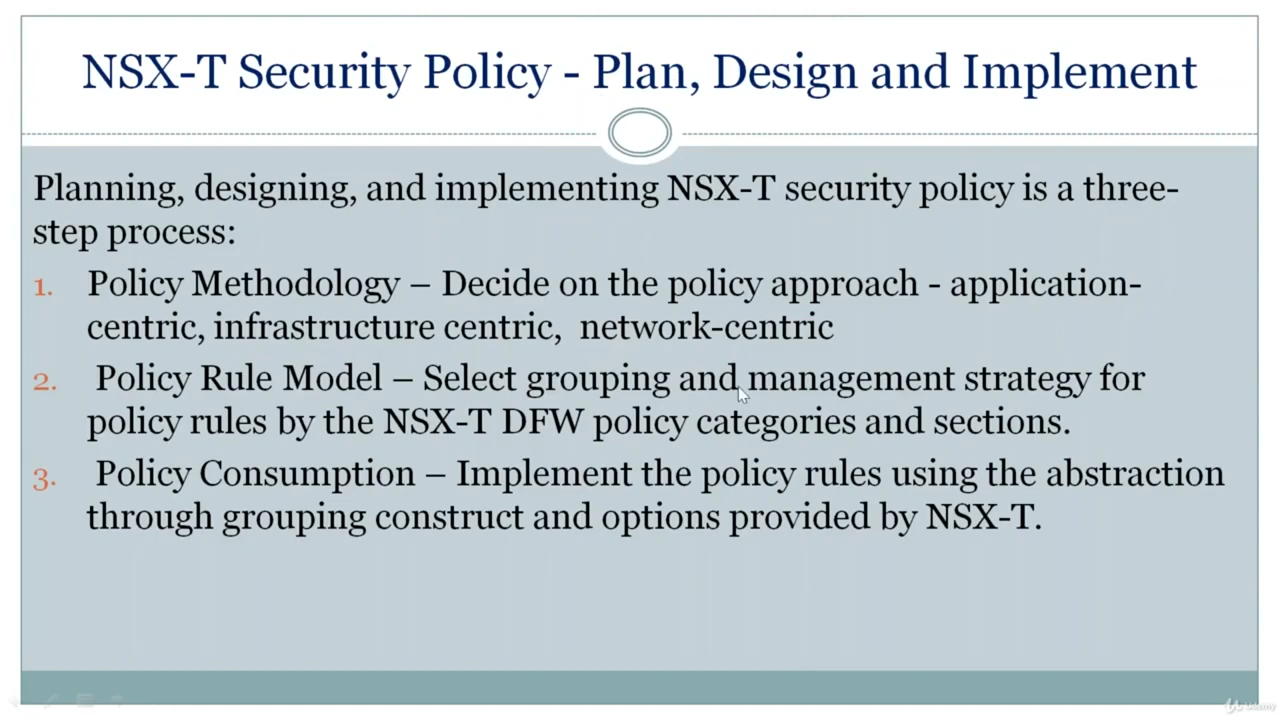 NSX-T Security Policy - Plan, Design and Implement
Planning, designing, and implementing NSX-T security policy is a three-
step process:
1. Policy Methodology – Decide on the policy approach - application-
centric, infrastructure centric, network-centric
2. Policy Rule Model – Select grouping and management strategy for
policy rules by the NSX-T DFW policy categories and sections.
3. Policy Consumption – Implement the policy rules using the abstraction
through grouping construct and options provided by NSX-T.
Udemy